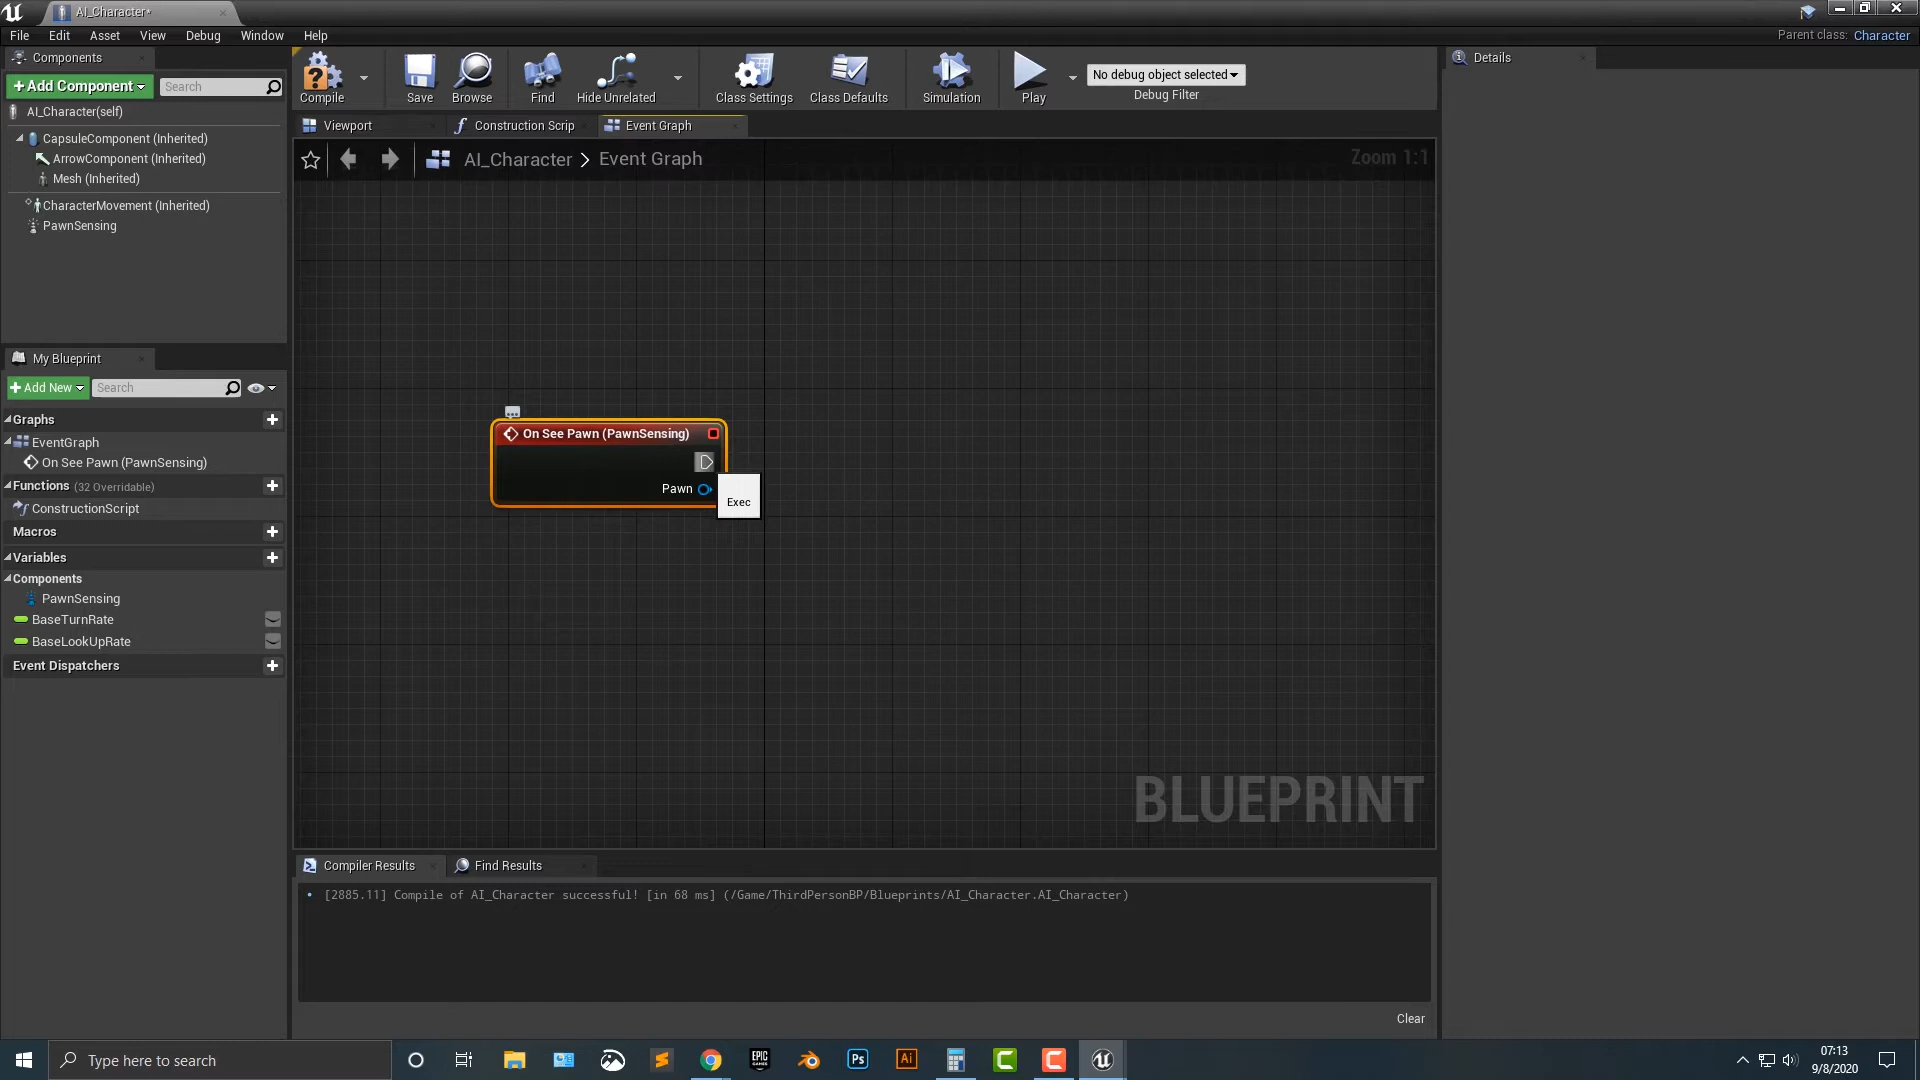 AI_Character*
File Edit Asset View Debug Window Help
Parent class: Character
Components
+Add Component
Search
AI_Character(self)
CapsuleComponent (Inherited)
ArrowComponent (Inherited)
Mesh (Inherited)
CharacterMovement (Inherited)
PawnSensing
Compile
Save
Browse
Find
Hide Unrelated
Class Settings
Class Defaults
Simulation
Play
No debug object selected
Debug Filter
Details
Viewport
Construction Scrip
Event Graph
AI_Character > Event Graph
Zoom 1:1
On See Pawn (PawnSensing)
Pawn
Exec
BLUEPRINT
My Blueprint
+Add New
Search
Graphs
EventGraph
On See Pawn (PawnSensing)
Functions (32 Overridable)
ConstructionScript
Macros
Variables
Components
PawnSensing
BaseTurnRate
BaseLookUpRate
Event Dispatchers
Compiler Results
Find Results
[2885.11] Compile of AI_Character successful! [in 68 ms] (/Game/ThirdPersonBP/Blueprints/AI_Character.AI_Character)
Clear
Type here to search
EPIC GAMES
Ps
Ai
07:13
9/8/2020